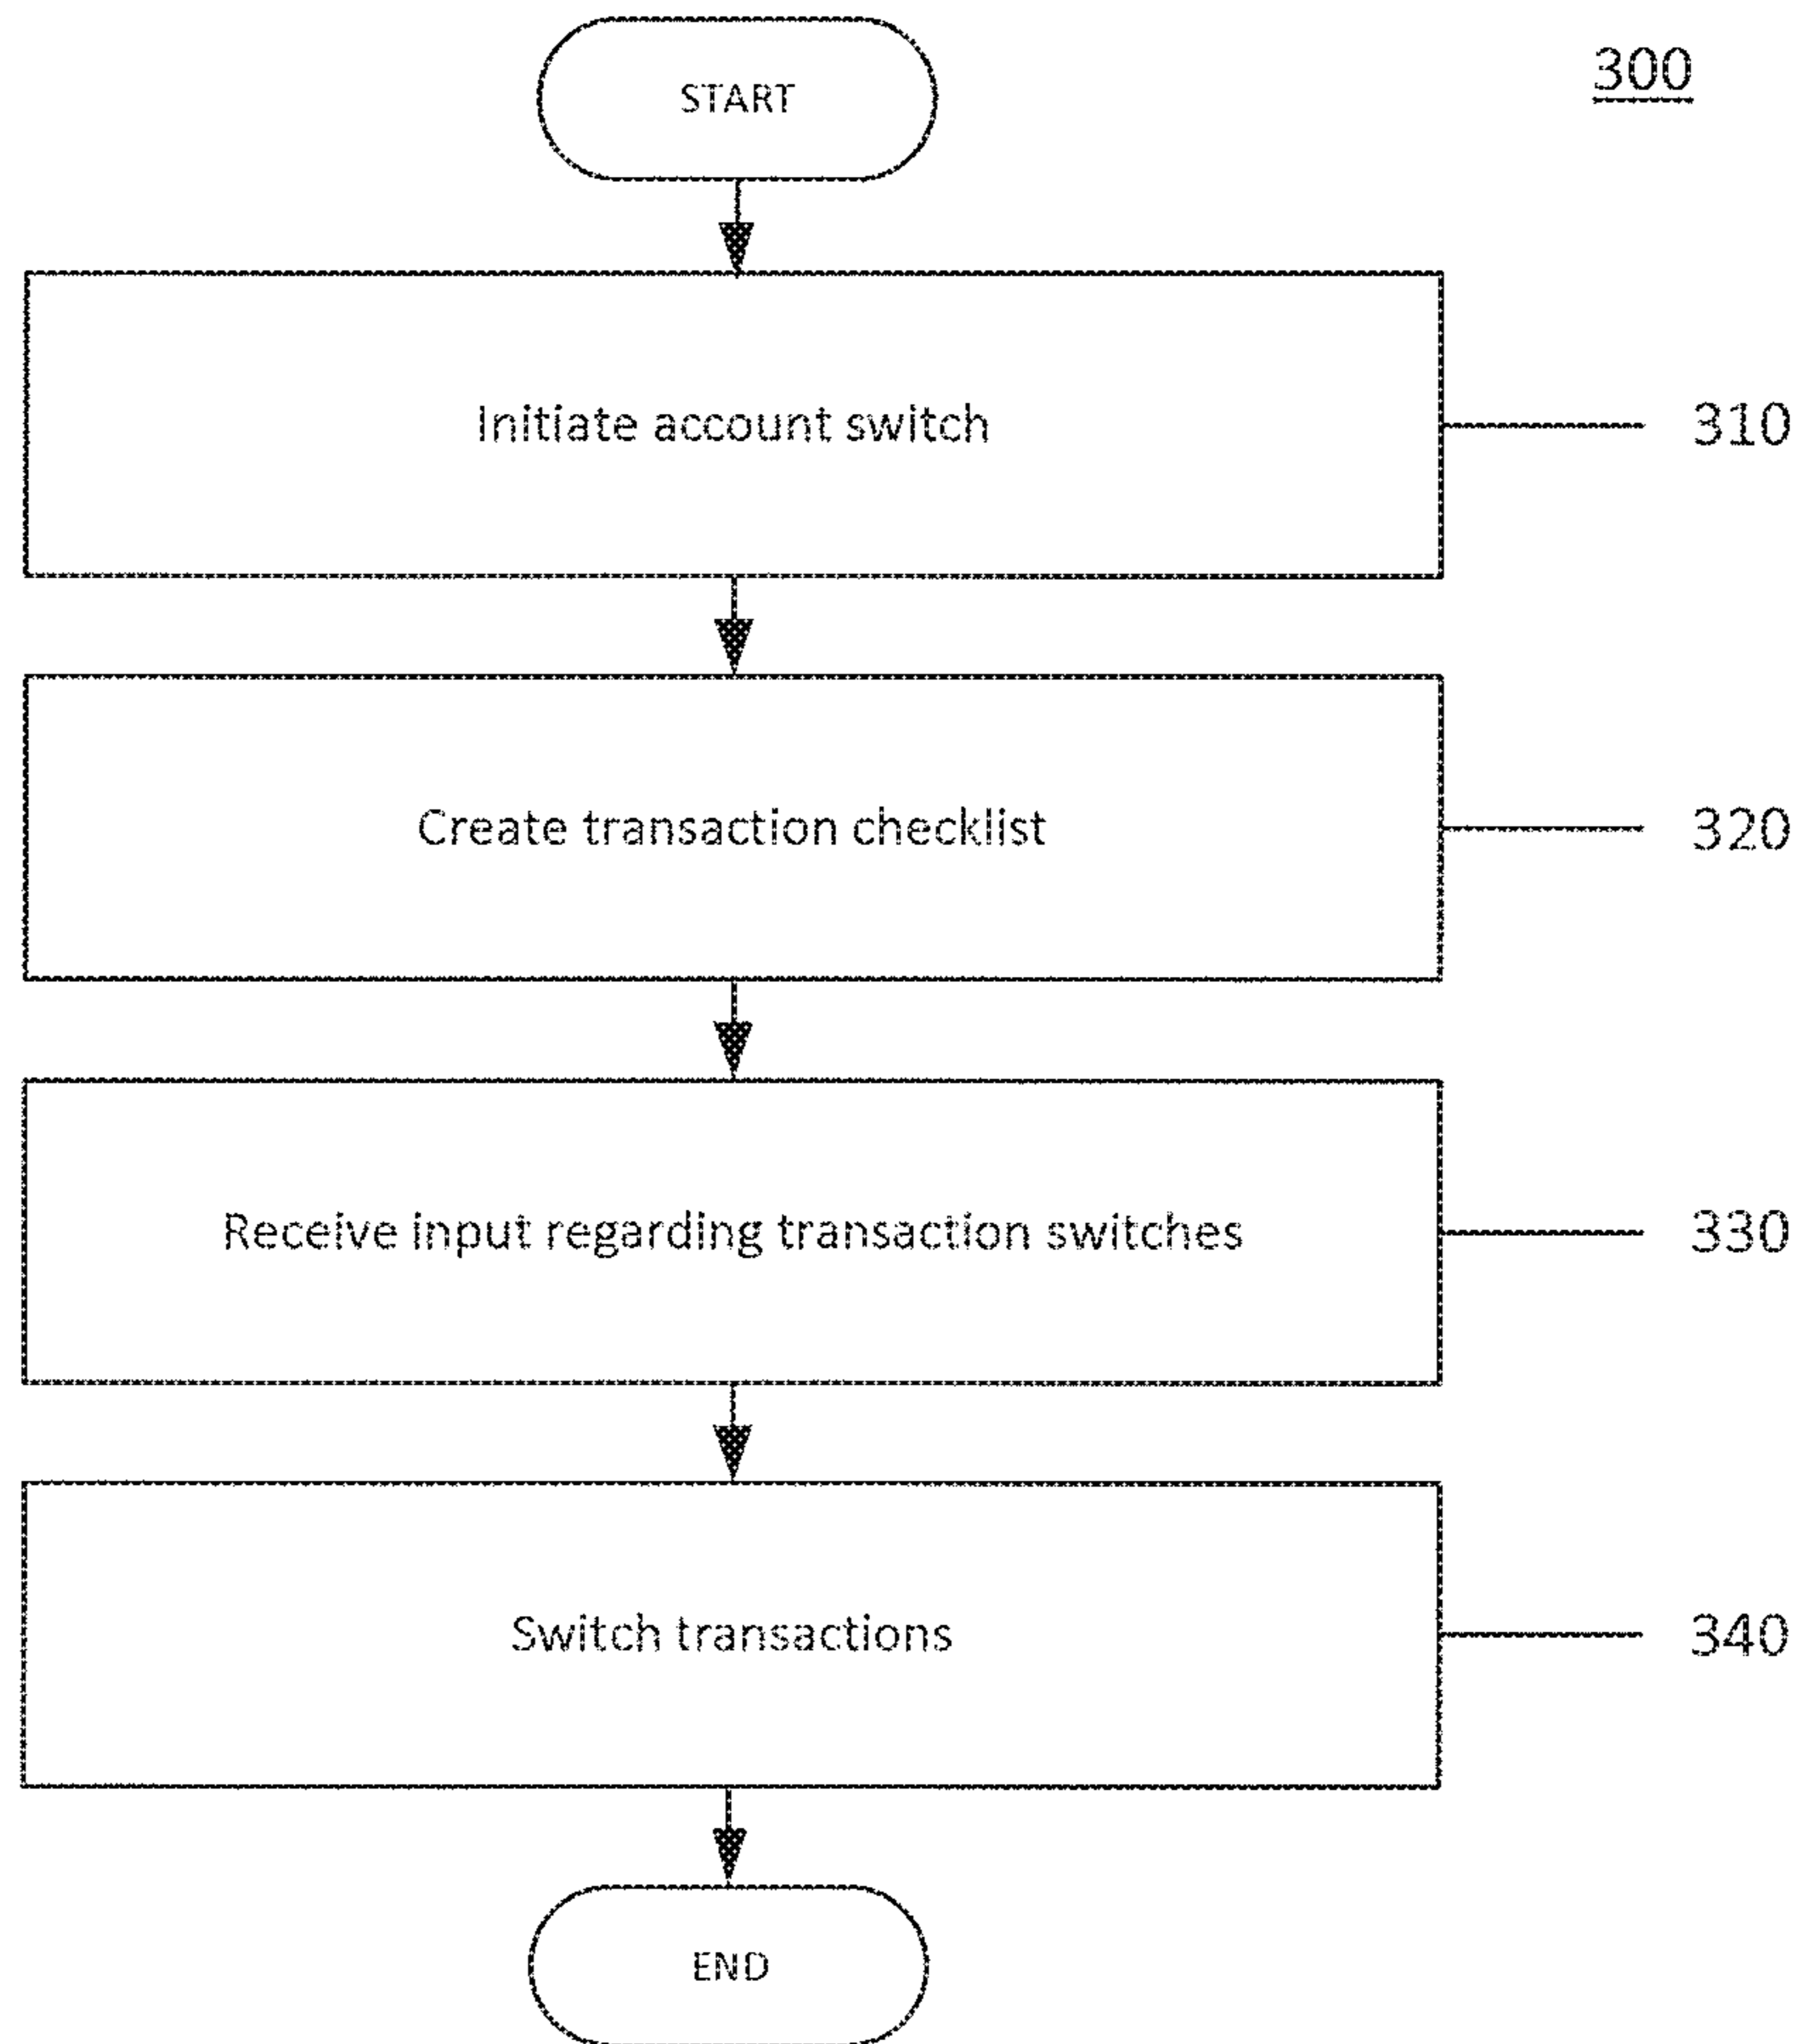 START
300
Initiate account switch
310
Create transaction checklist
320
Receive input regarding transaction switches
330
Switch transactions
340
END